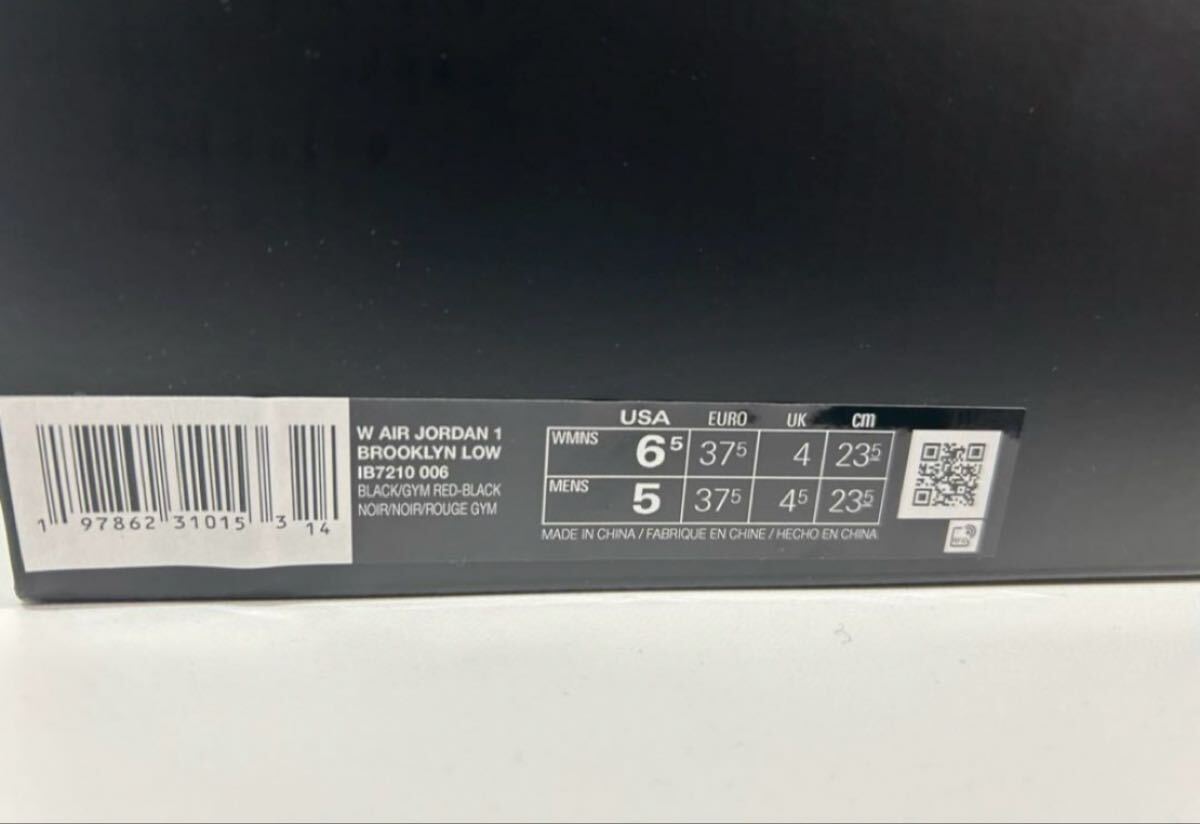 W AIR JORDAN 1
BROOKLYN LOW
IB7210 006
BLACK/GYM RED-BLACK
NOIR/NOIR/ROUGE GYM
1 97862 31015 3 14
USA EURO UK cm
WMNS 6⁵ 37⁵ 4 23⁵
MENS 5 37⁵ 4⁵ 23⁵
MADE IN CHINA / FABRIQUE EN CHINE / HECHO EN CHINA